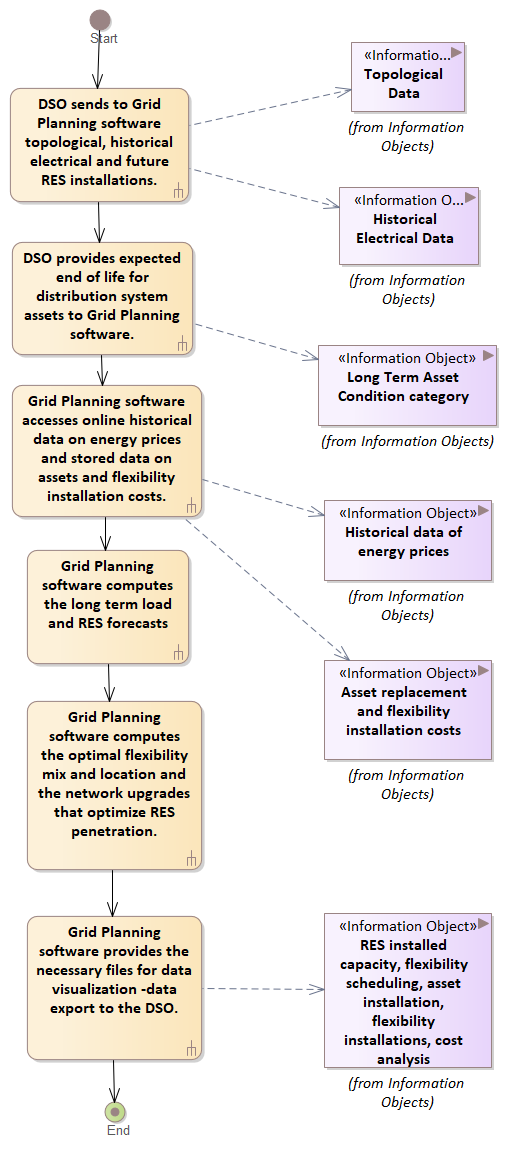 Start
DSO sends to Grid
Planning software
topological, historical
electrical and future
RES installations.
«Informatio...
Topological
Data
(from Information
Objects)
«Information O...
Historical
Electrical Data
(from Information
Objects)
DSO provides expected
end of life for
distribution system
assets to Grid Planning
software.
«Information Object»
Long Term Asset
Condition category
(from Information Objects)
Grid Planning software
accesses online historical
data on energy prices
and stored data on
assets and flexibility
installation costs.
«Information Object»
Historical data of
energy prices
(from Information
Objects)
Grid Planning
software computes
the long term load
and RES forecasts
«Information Object»
Asset replacement
and flexibility
installation costs
(from Information
Objects)
Grid Planning
software computes
the optimal flexibility
mix and location and
the network upgrades
that optimize RES
penetration.
Grid Planning
software provides the
necessary files for data
visualization -data
export to the DSO.
«Information Object»
RES installed
capacity, flexibility
scheduling, asset
installation,
flexibility
installations, cost
analysis
(from Information
Objects)
End